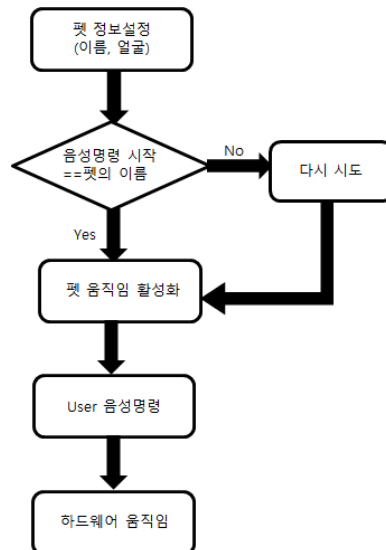 펫 정보설정
(이름, 얼굴)
음성명령 시작
==펫의 이름
No
다시 시도
Yes
펫 움직임 활성화
User 음성명령
하드웨어 움직임